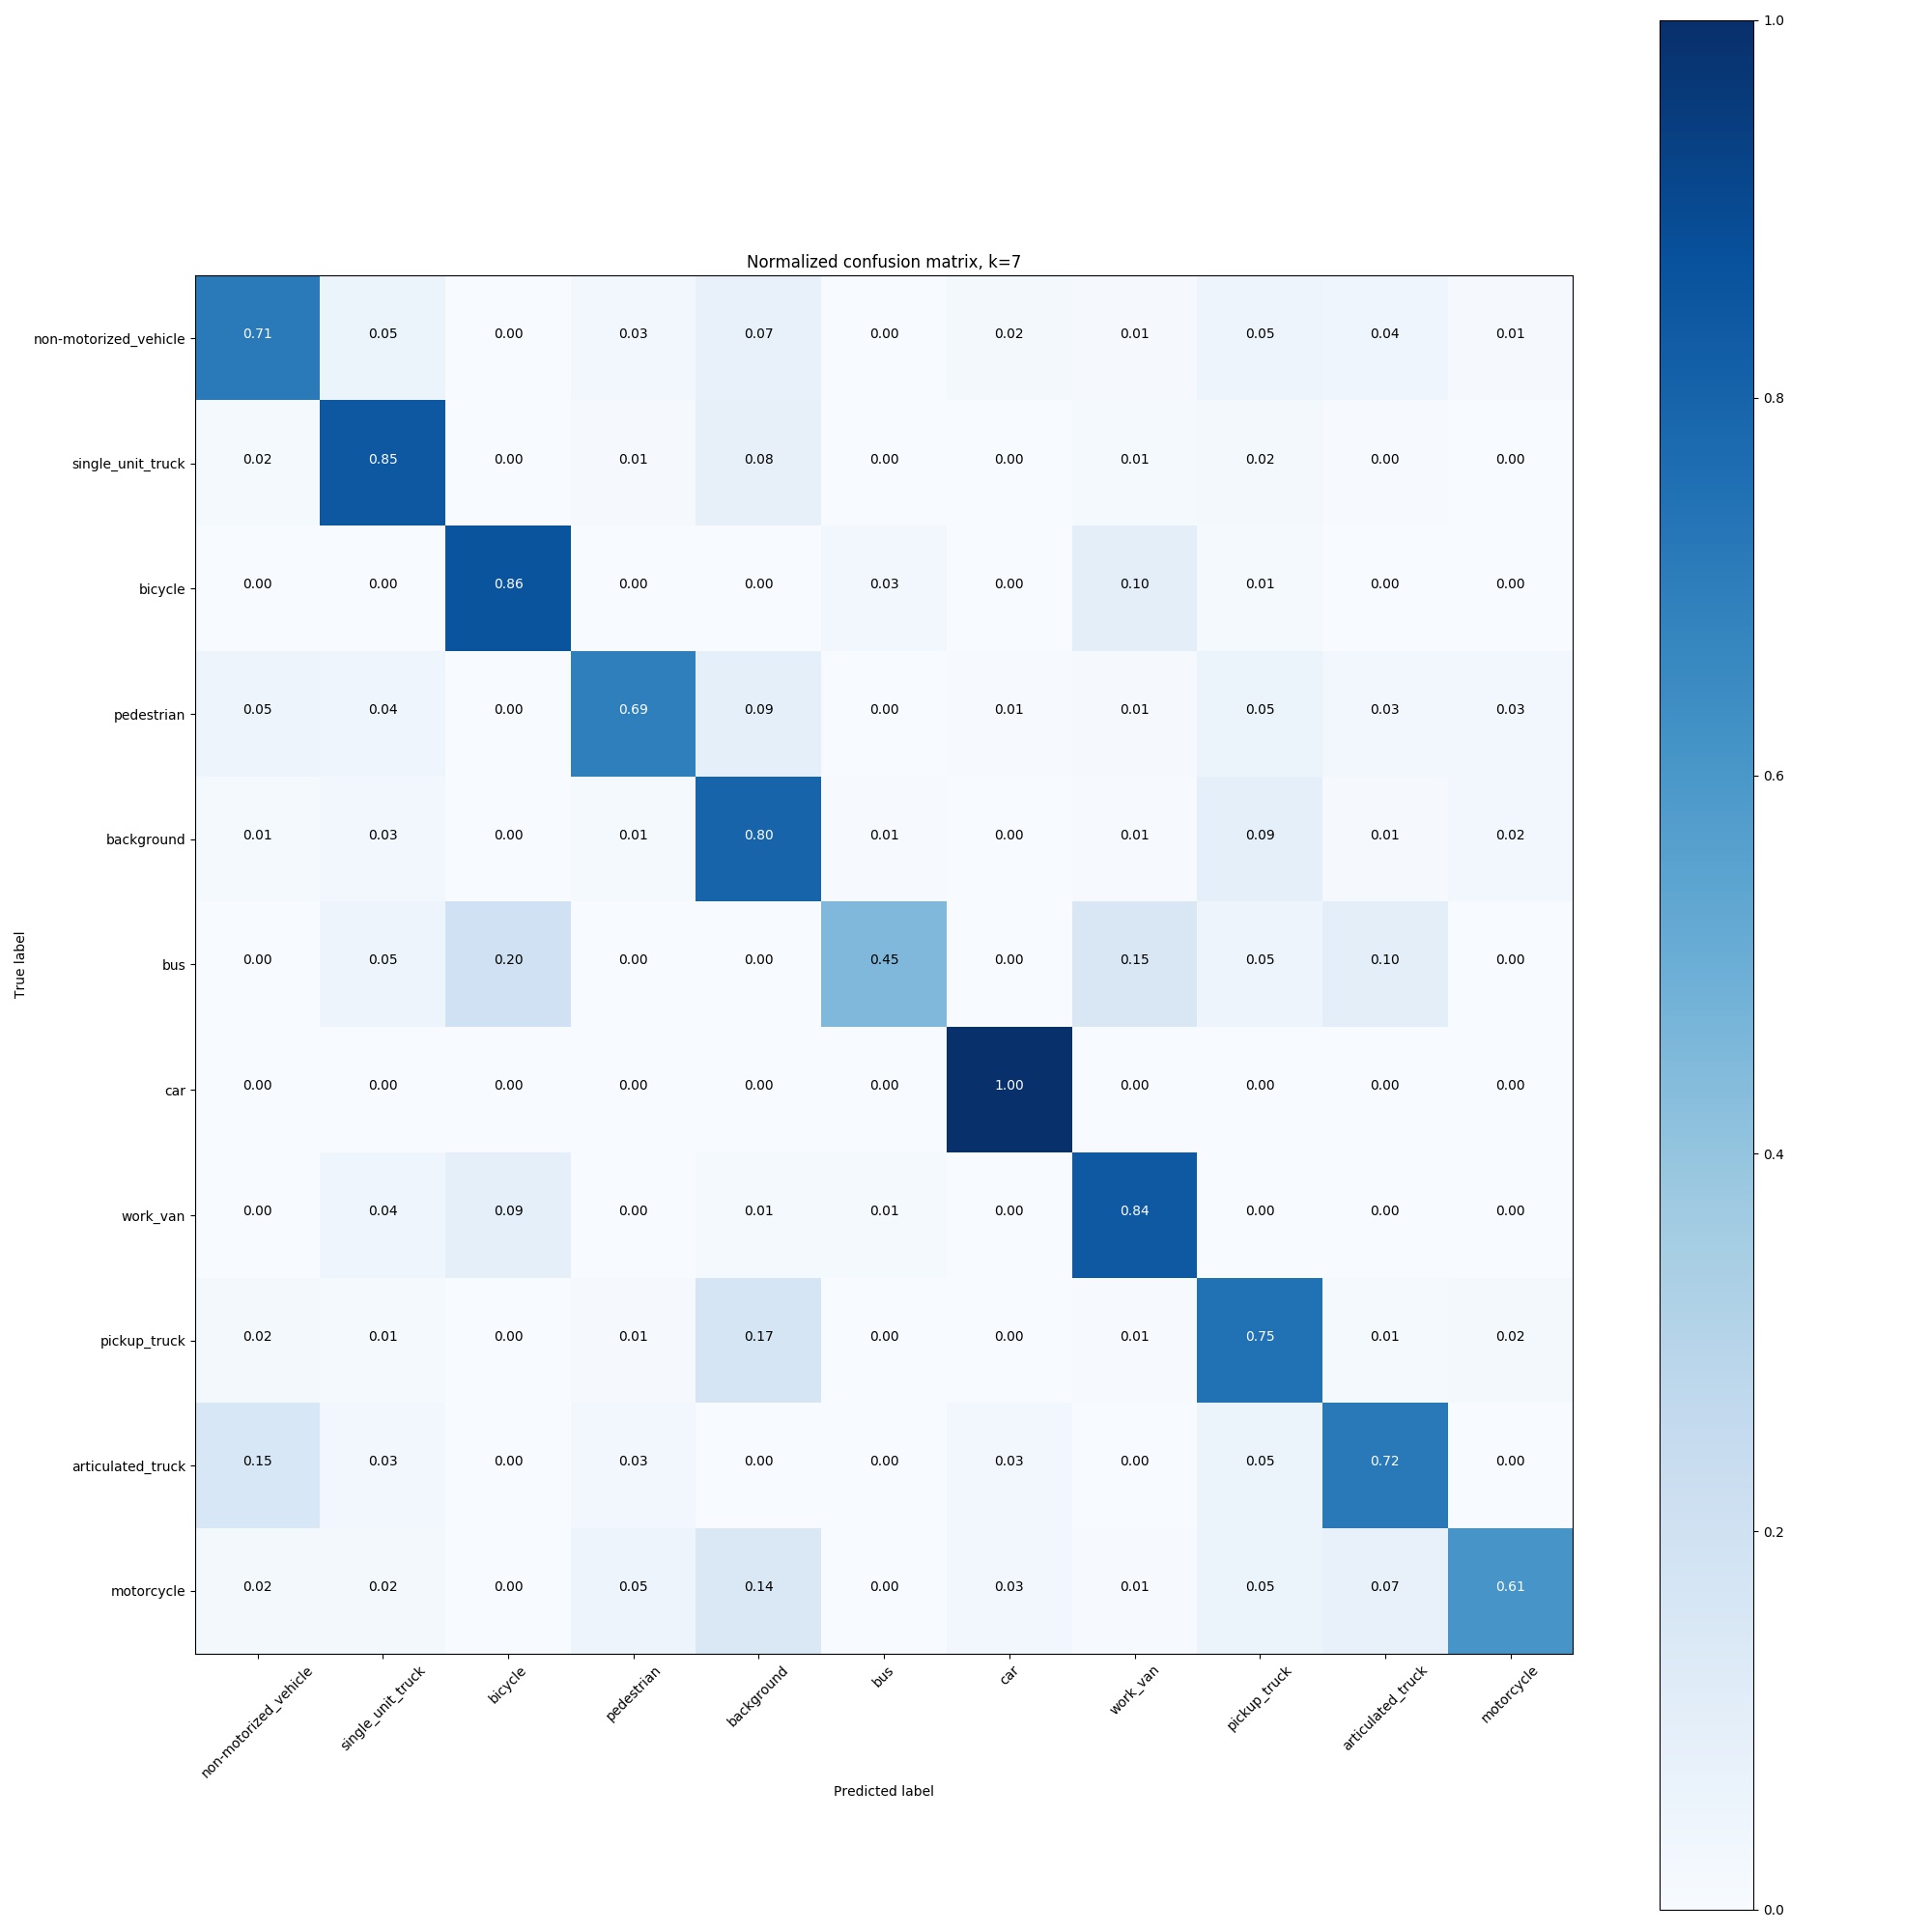 Normalized confusion matrix, k=7
1.0
0.8
0.6
0.4
0.2
0.0
True label
non-motorized_vehicle 0.71 0.05 0.00 0.03 0.07 0.00 0.02 0.01 0.05 0.04 0.01
single_unit_truck 0.02 0.85 0.00 0.01 0.08 0.00 0.00 0.01 0.02 0.00 0.00
bicycle 0.00 0.00 0.86 0.00 0.00 0.03 0.00 0.10 0.01 0.00 0.00
pedestrian 0.05 0.04 0.00 0.69 0.09 0.00 0.01 0.01 0.05 0.03 0.03
background 0.01 0.03 0.00 0.01 0.80 0.01 0.00 0.01 0.09 0.01 0.02
bus 0.00 0.05 0.20 0.00 0.00 0.45 0.00 0.15 0.05 0.10 0.00
car 0.00 0.00 0.00 0.00 0.00 0.00 1.00 0.00 0.00 0.00 0.00
work_van 0.00 0.04 0.09 0.00 0.01 0.01 0.00 0.84 0.00 0.00 0.00
pickup_truck 0.02 0.01 0.00 0.01 0.17 0.00 0.00 0.01 0.75 0.01 0.02
articulated_truck 0.15 0.03 0.00 0.03 0.00 0.00 0.03 0.00 0.05 0.72 0.00
motorcycle 0.02 0.02 0.00 0.05 0.14 0.00 0.03 0.01 0.05 0.07 0.61
non-motorized_vehicle single_unit_truck bicycle pedestrian background bus car work_van pickup_truck articulated_truck motorcycle
Predicted label